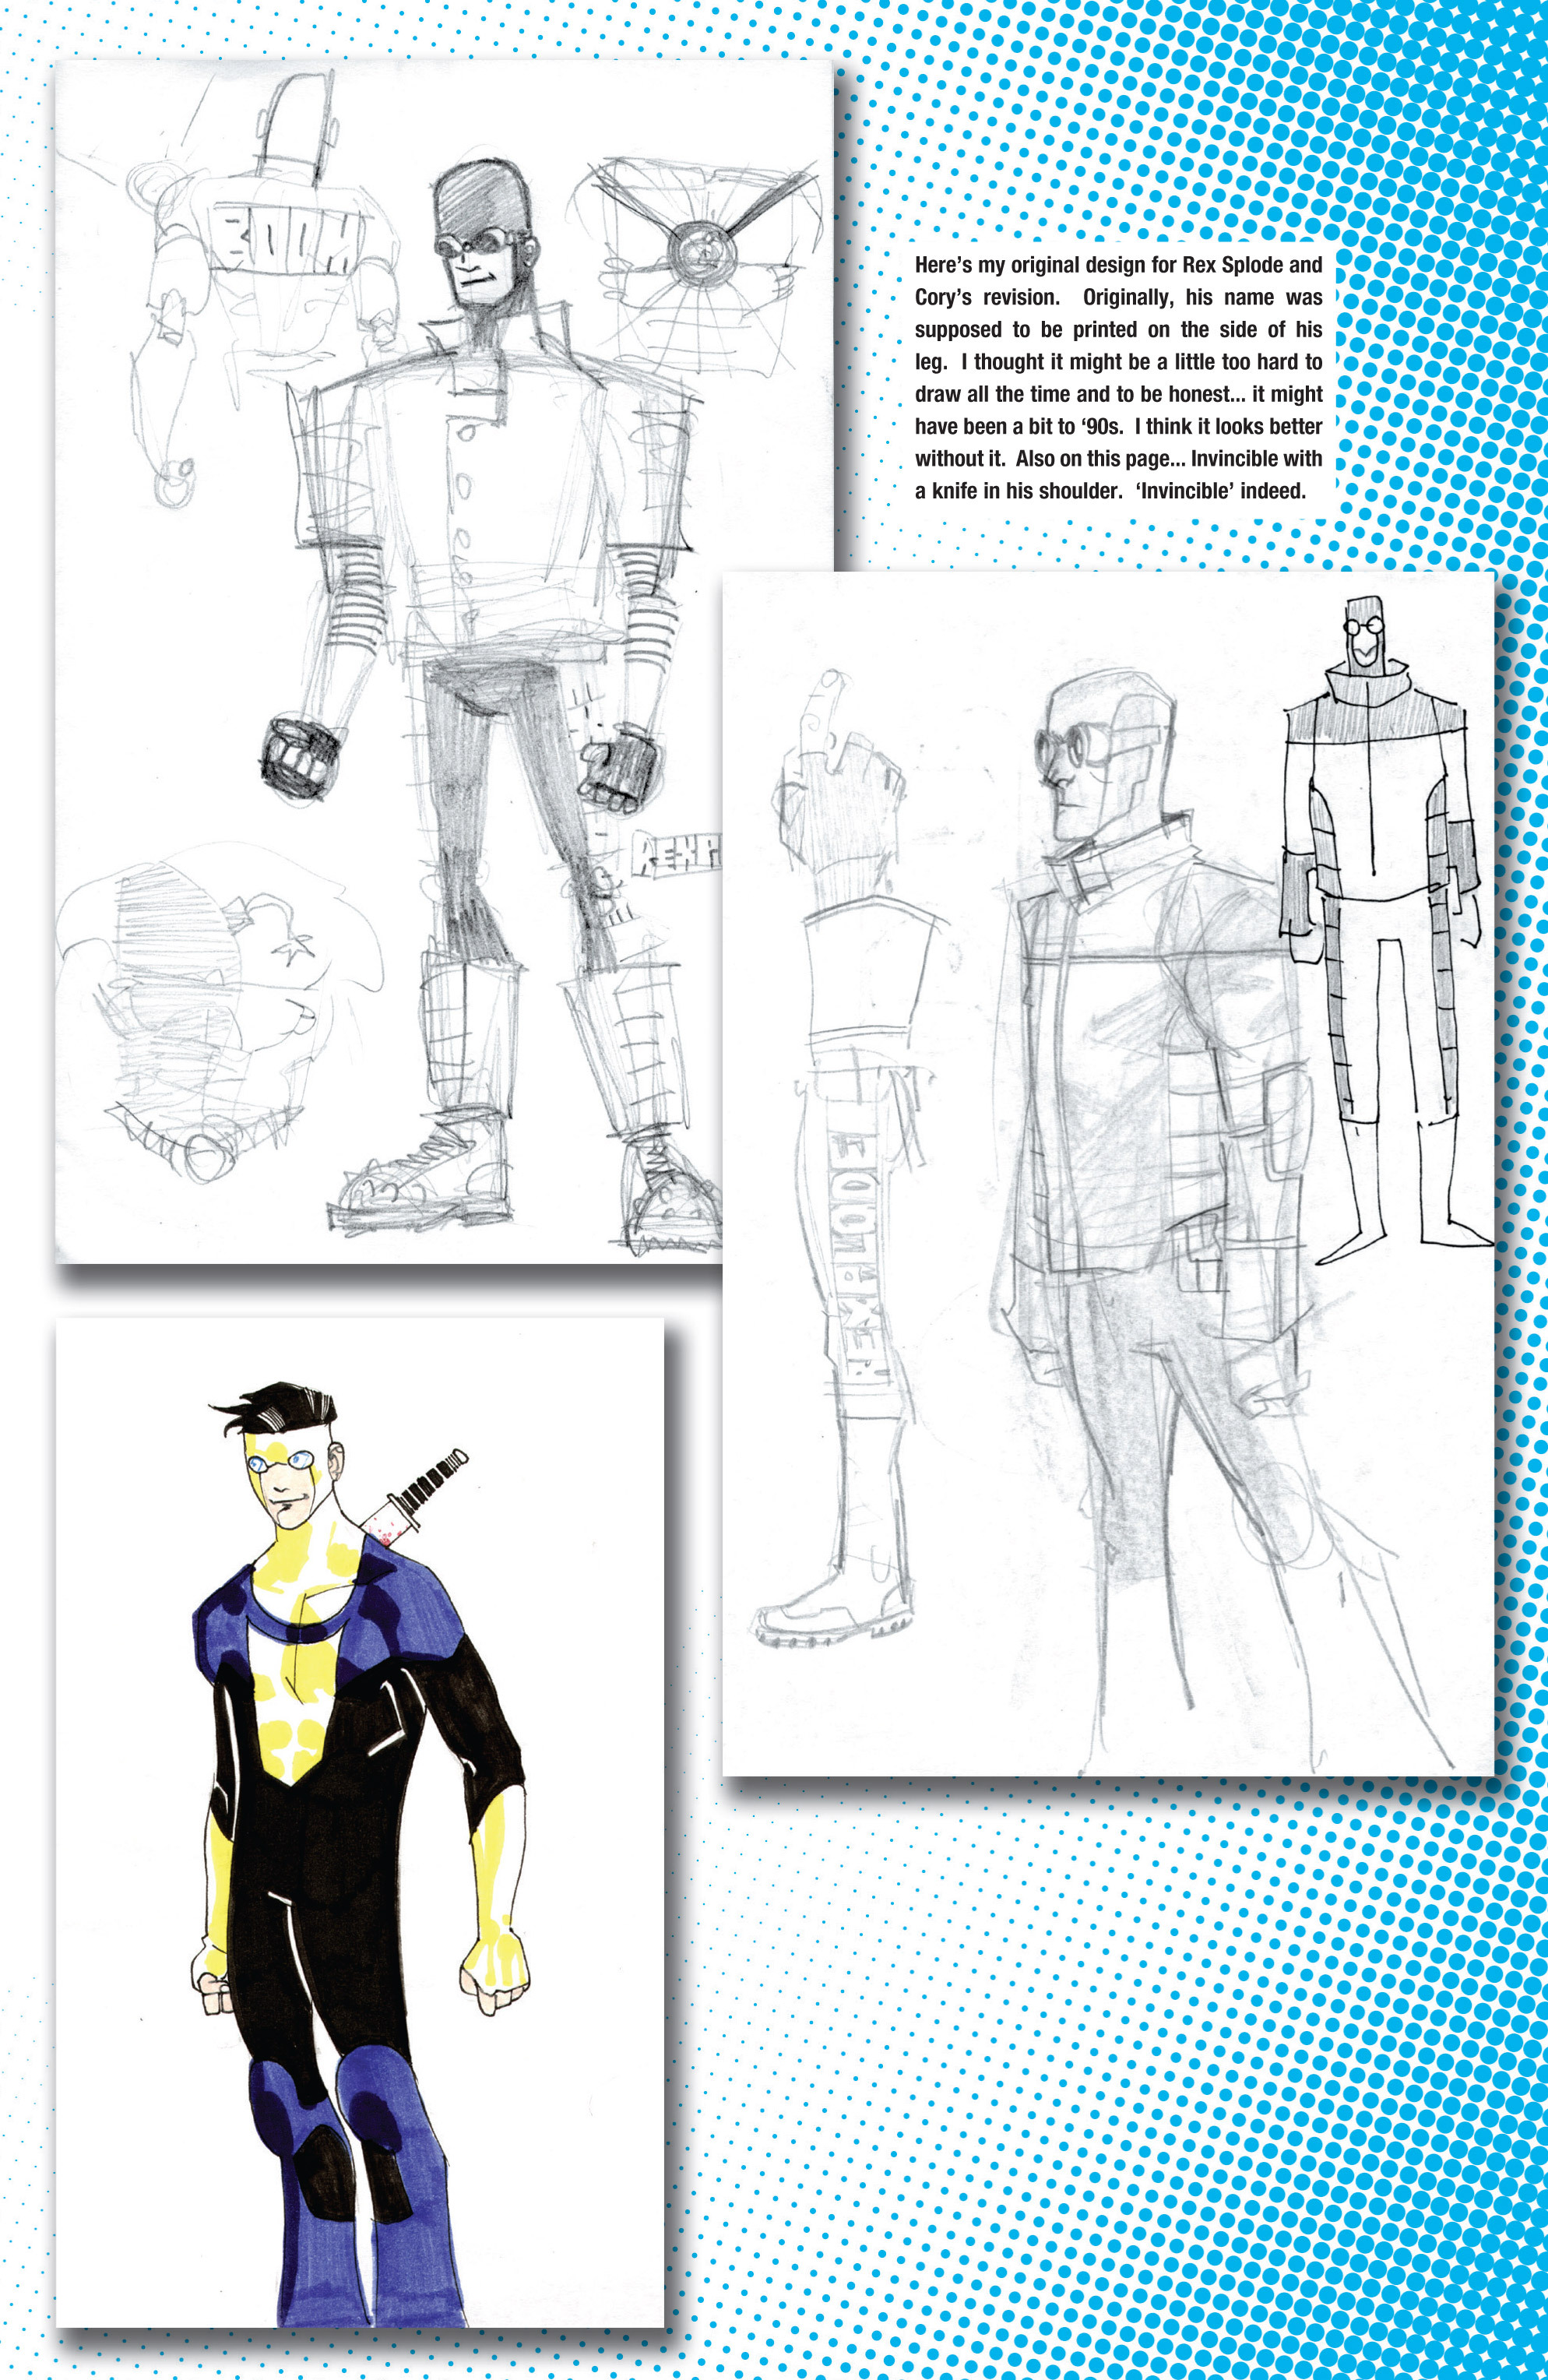 Here’s my original design for Rex Splode and
Cory’s revision. Originally, his name was
supposed to be printed on the side of his
leg. I thought it might be a little too hard to
draw all the time and to be honest... it might
have been a bit to ‘90s. I think it looks better
without it. Also on this page... Invincible with
a knife in his shoulder. ‘Invincible’ indeed.
REXP
REXPLODE